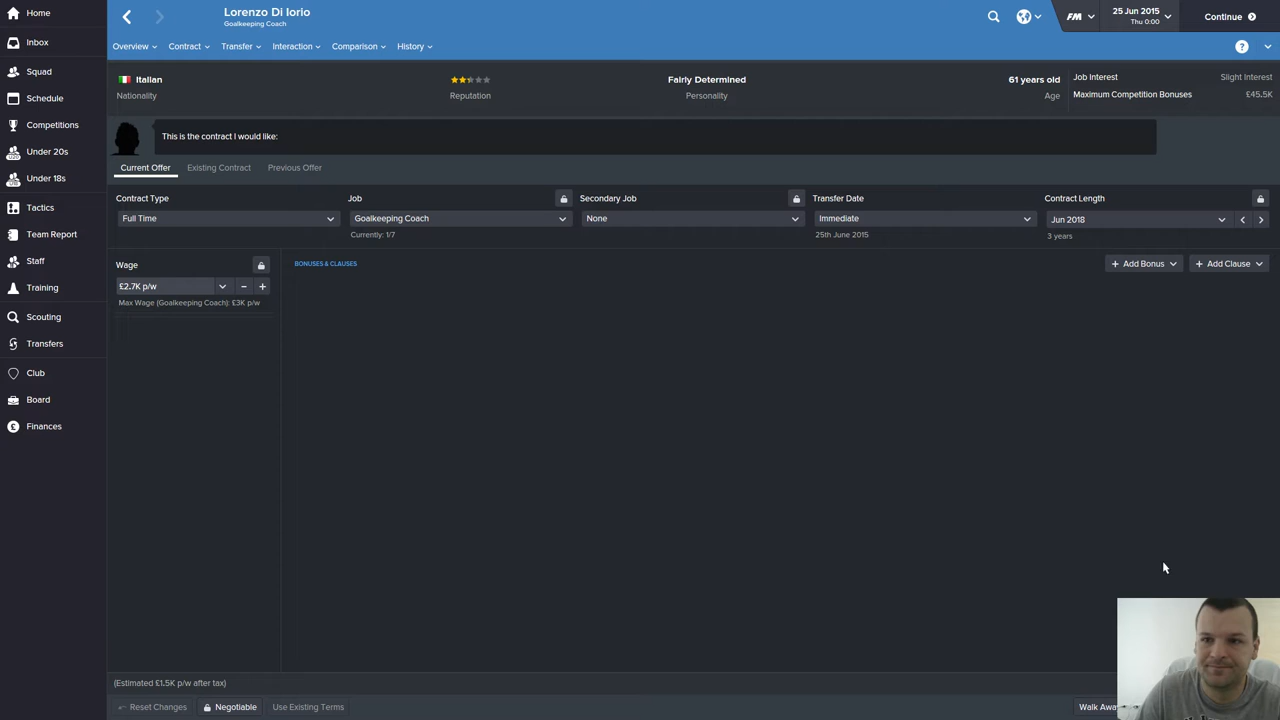 Home
Lorenzo Di Iorio
Goalkeeping Coach
FM
25 Jun 2015
Thu 0:00
Continue
Inbox
Overview
Contract
Transfer
Interaction
Comparison
History
?
Squad
Schedule
Competitions
Under 20s
Under 18s
Tactics
Team Report
Staff
Training
Scouting
Transfers
Club
Board
Finances
Italian
Nationality
Reputation
Fairly Determined
Personality
61 years old
Age
Job Interest
Slight Interest
Maximum Competition Bonuses
£45.5K
This is the contract I would like:
Current Offer
Existing Contract
Previous Offer
Contract Type
Job
Secondary Job
Transfer Date
Contract Length
Full Time
Goalkeeping Coach
None
Immediate
Jun 2018
Currently: 1/7
25th June 2015
3 years
Wage
BONUSES & CLAUSES
Add Bonus
Add Clause
£2.7K p/w
Max Wage (Goalkeeping Coach): £3K p/w
(Estimated £1.5K p/w after tax)
Reset Changes
Negotiable
Use Existing Terms
Walk Away